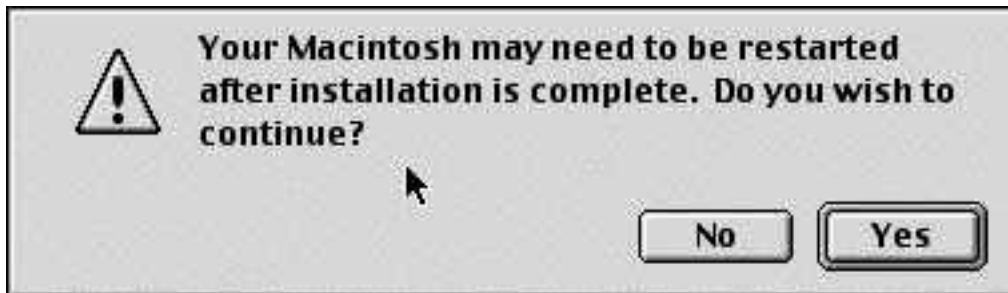 Your Macintosh may need to be restarted
after installation is complete. Do you wish to
continue?
No Yes